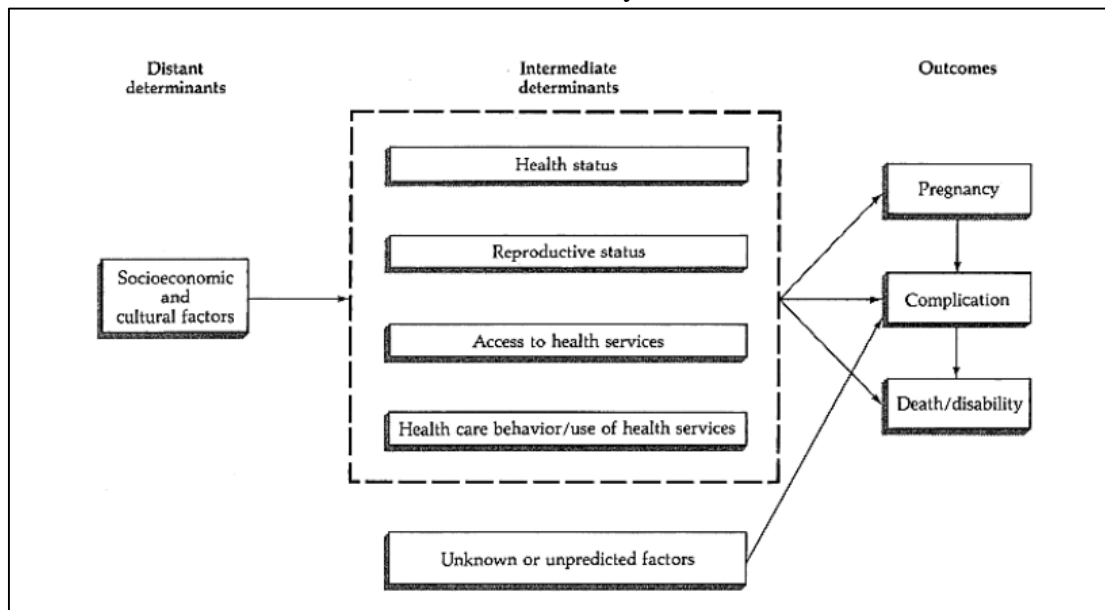 Distant
determinants
Intermediate
determinants
Outcomes
Health status
Reproductive status
Access to health services
Health care behavior/use of health services
Unknown or unpredicted factors
Socioeconomic
and
cultural factors
Pregnancy
Complication
Death/disability